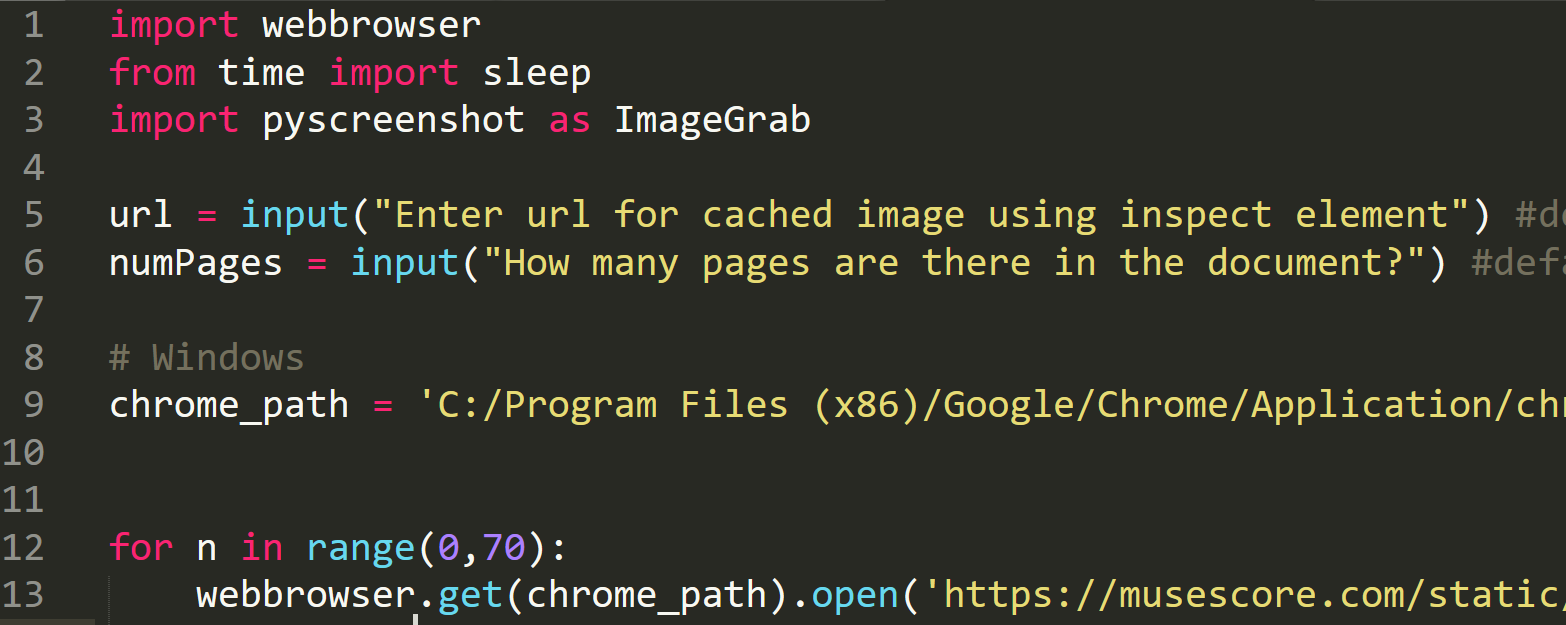 1 import webbrowser
2 from time import sleep
3 import pyscreenshot as ImageGrab
4
5 url = input("Enter url for cached image using inspect element") #d
6 numPages = input("How many pages are there in the document?") #defa
7
8 # Windows
9 chrome_path = 'C:/Program Files (x86)/Google/Chrome/Application/ch
10
11
12 for n in range(0,70):
13 webbrowser.get(chrome_path).open('https://musescore.com/static/